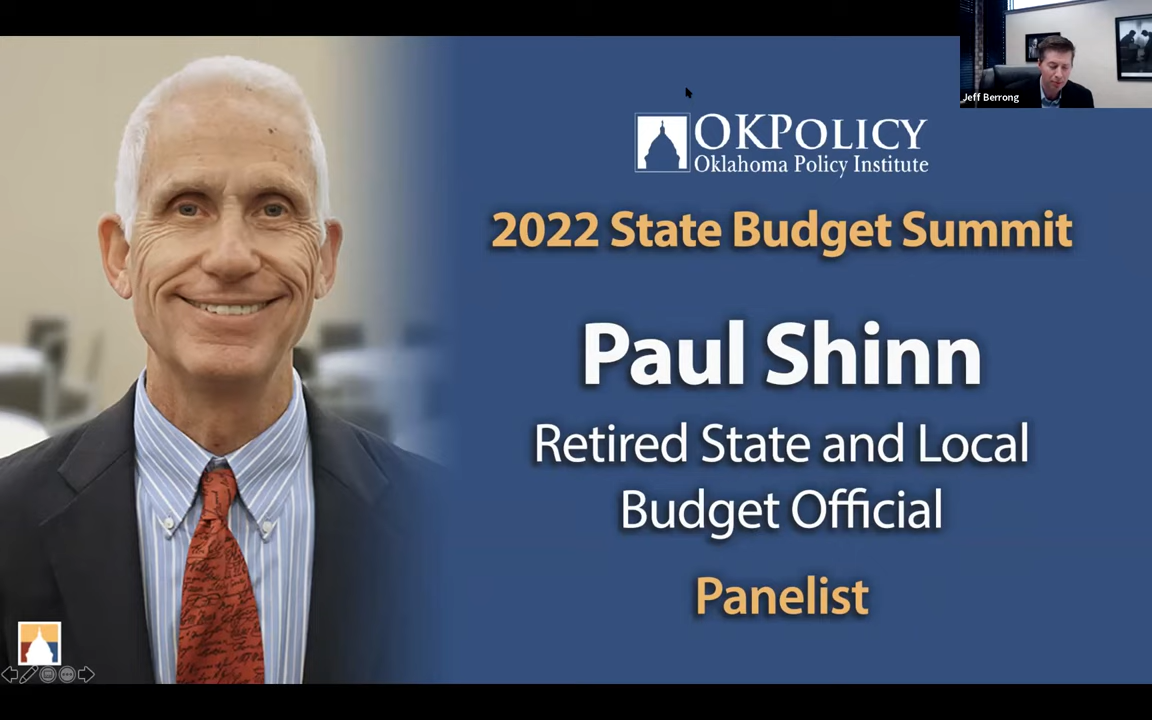 Jeff Berrong
OKPOLICY
Oklahoma Policy Institute
2022 State Budget Summit
Paul Shinn
Retired State and Local
Budget Official
Panelist